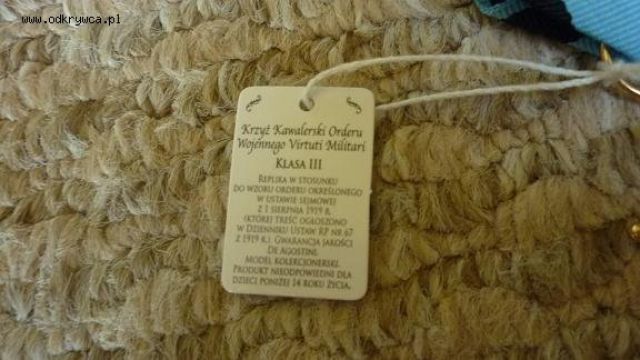 www.odkrywca.pl
Krzyż Kawalerski Orderu
Wojennego Virtuti Militari
Klasa III
Replika w stosunku
do wzoru orderu określonego
w ustawie sejmowej
z 1 sierpnia 1919 r.
(której treść ogłoszono
w Dzienniku Ustaw RP nr 67
z 1919 r.). Gwarancja jakości
De Agostini.
Model kolekcjonerski.
Produkt nieodpowiedni dla
dzieci poniżej 14 roku życia.